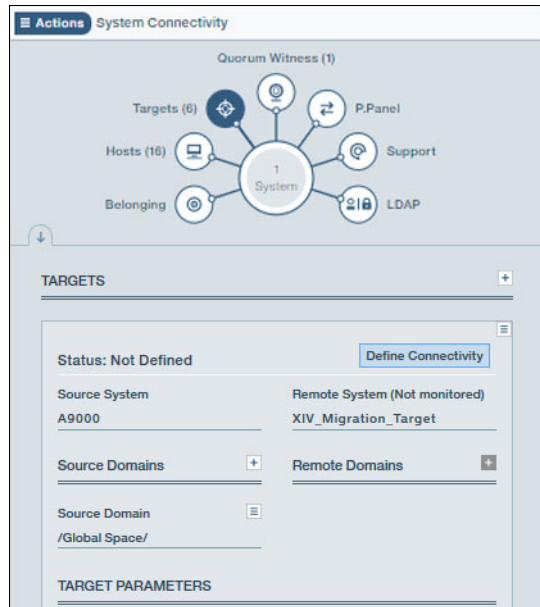 Actions System Connectivity
Quorum Witness (1)
Targets (6)
P.Panel
Hosts (16)
Support
1
System
Belonging
LDAP
TARGETS
Status: Not Defined
Define Connectivity
Source System
Remote System (Not monitored)
A9000
XIV_Migration_Target
Source Domains
Remote Domains
Source Domain
/Global Space/
TARGET PARAMETERS